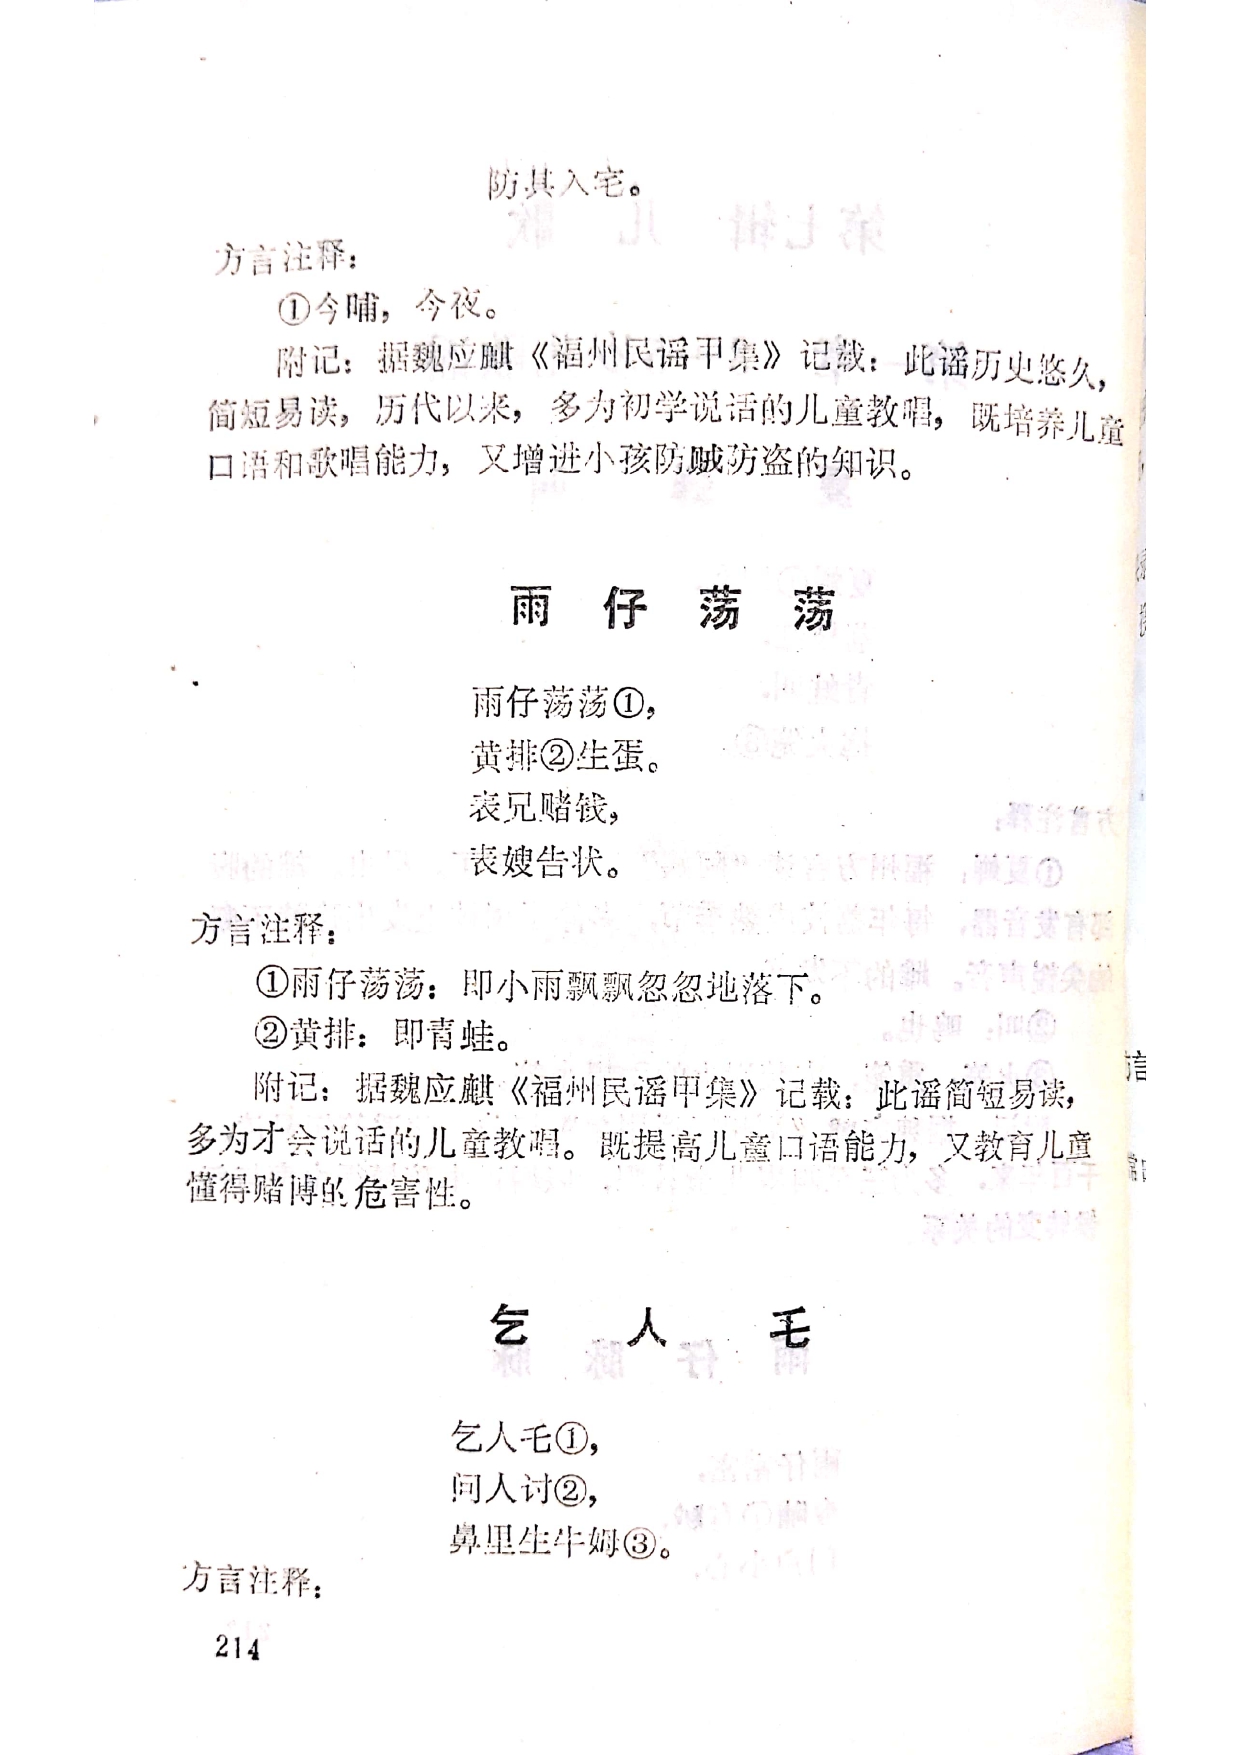 防其入宅。
方言注释：
①今晡，今夜。
附记：据魏应麒《福州民谣甲集》记载：此谣历史悠久，
简短易读，历代以来，多为初学说话的儿童教唱，既培养儿童
口语和歌唱能力，又增进小孩防贼防盗的知识。
雨仔荡荡
雨仔荡荡①，
黄排②生蛋。
表兄赌钱，
表嫂告状。
方言注释：
①雨仔荡荡：即小雨飘飘忽忽地落下。
②黄排：即青蛙。
附记：据魏应麒《福州民谣甲集》记载：此谣简短易读，
多为才会说话的儿童教唱。既提高儿童口语能力，又教育儿童
懂得赌博的危害性。
乞人乇
乞人乇①，
问人讨②，
鼻里生牛姆③。
方言注释：
214